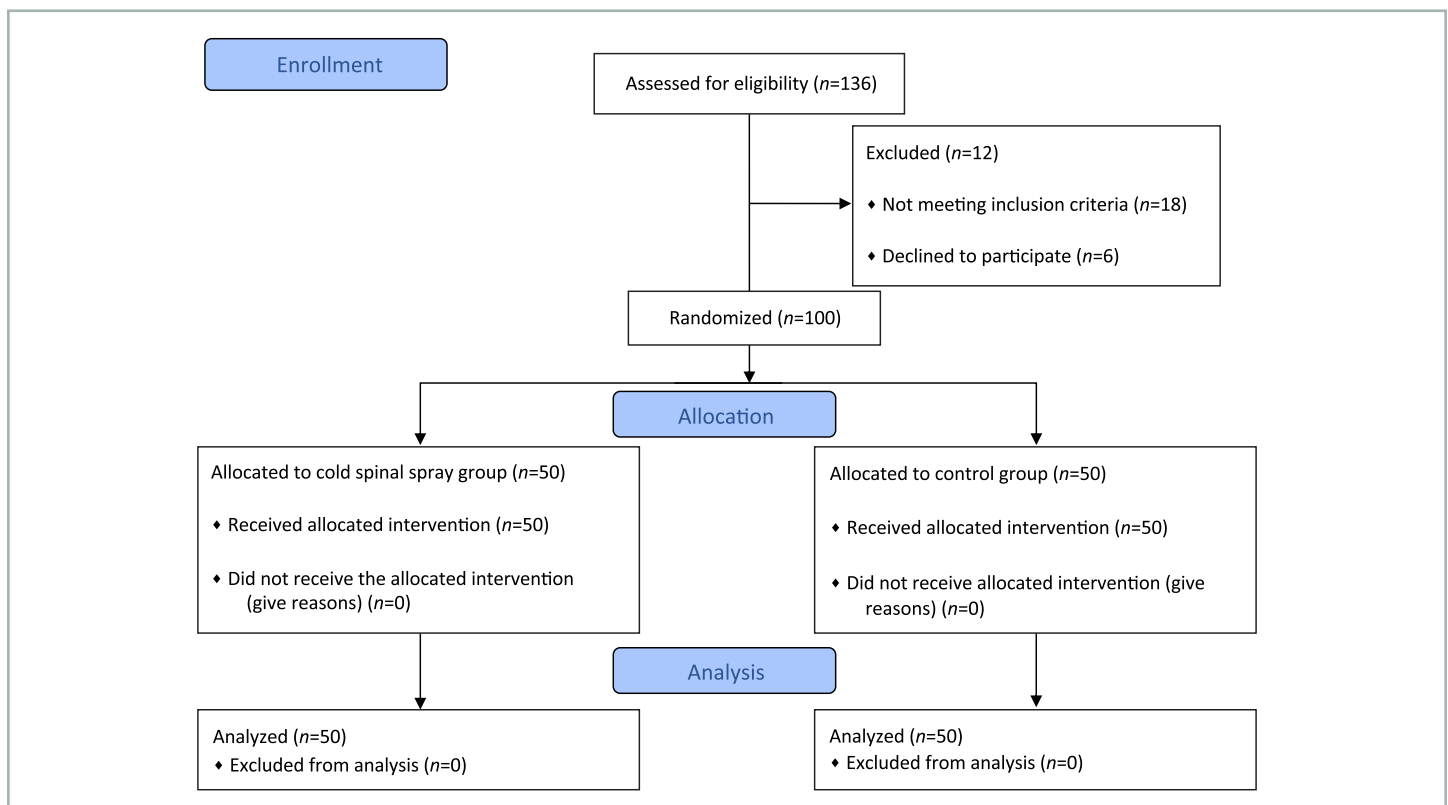 Enrollment
Assessed for eligibility (n=136)
Excluded (n=12)
♦ Not meeting inclusion criteria (n=18)
♦ Declined to participate (n=6)
Randomized (n=100)
Allocation
Allocated to cold spinal spray group (n=50)
♦ Received allocated intervention (n=50)
♦ Did not receive the allocated intervention
(give reasons) (n=0)
Allocated to control group (n=50)
♦ Received allocated intervention (n=50)
♦ Did not receive allocated intervention (give
reasons) (n=0)
Analysis
Analyzed (n=50)
♦ Excluded from analysis (n=0)
Analyzed (n=50)
♦ Excluded from analysis (n=0)